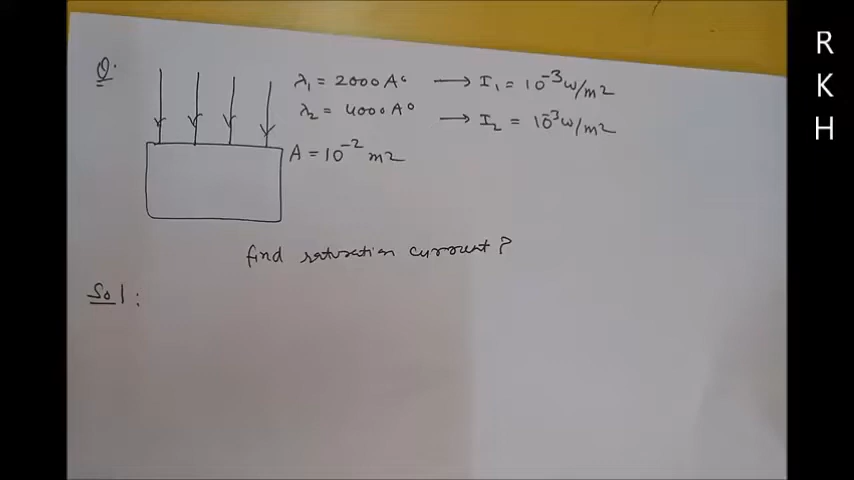 Q.
λ₁ = 2000 A° → I₁ = 10⁻³ w/m2
λ₂ = 4000 A° → I₂ = 10⁻³ w/m2
A = 10⁻² m2
find saturation current?
Sol:
R
K
H